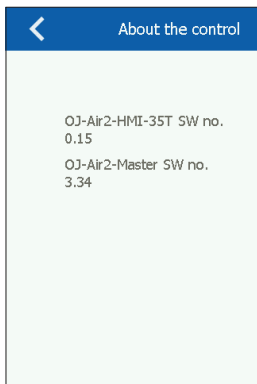 About the control
OJ-Air2-HMI-35T SW no.
0.15
OJ-Air2-Master SW no.
3.34